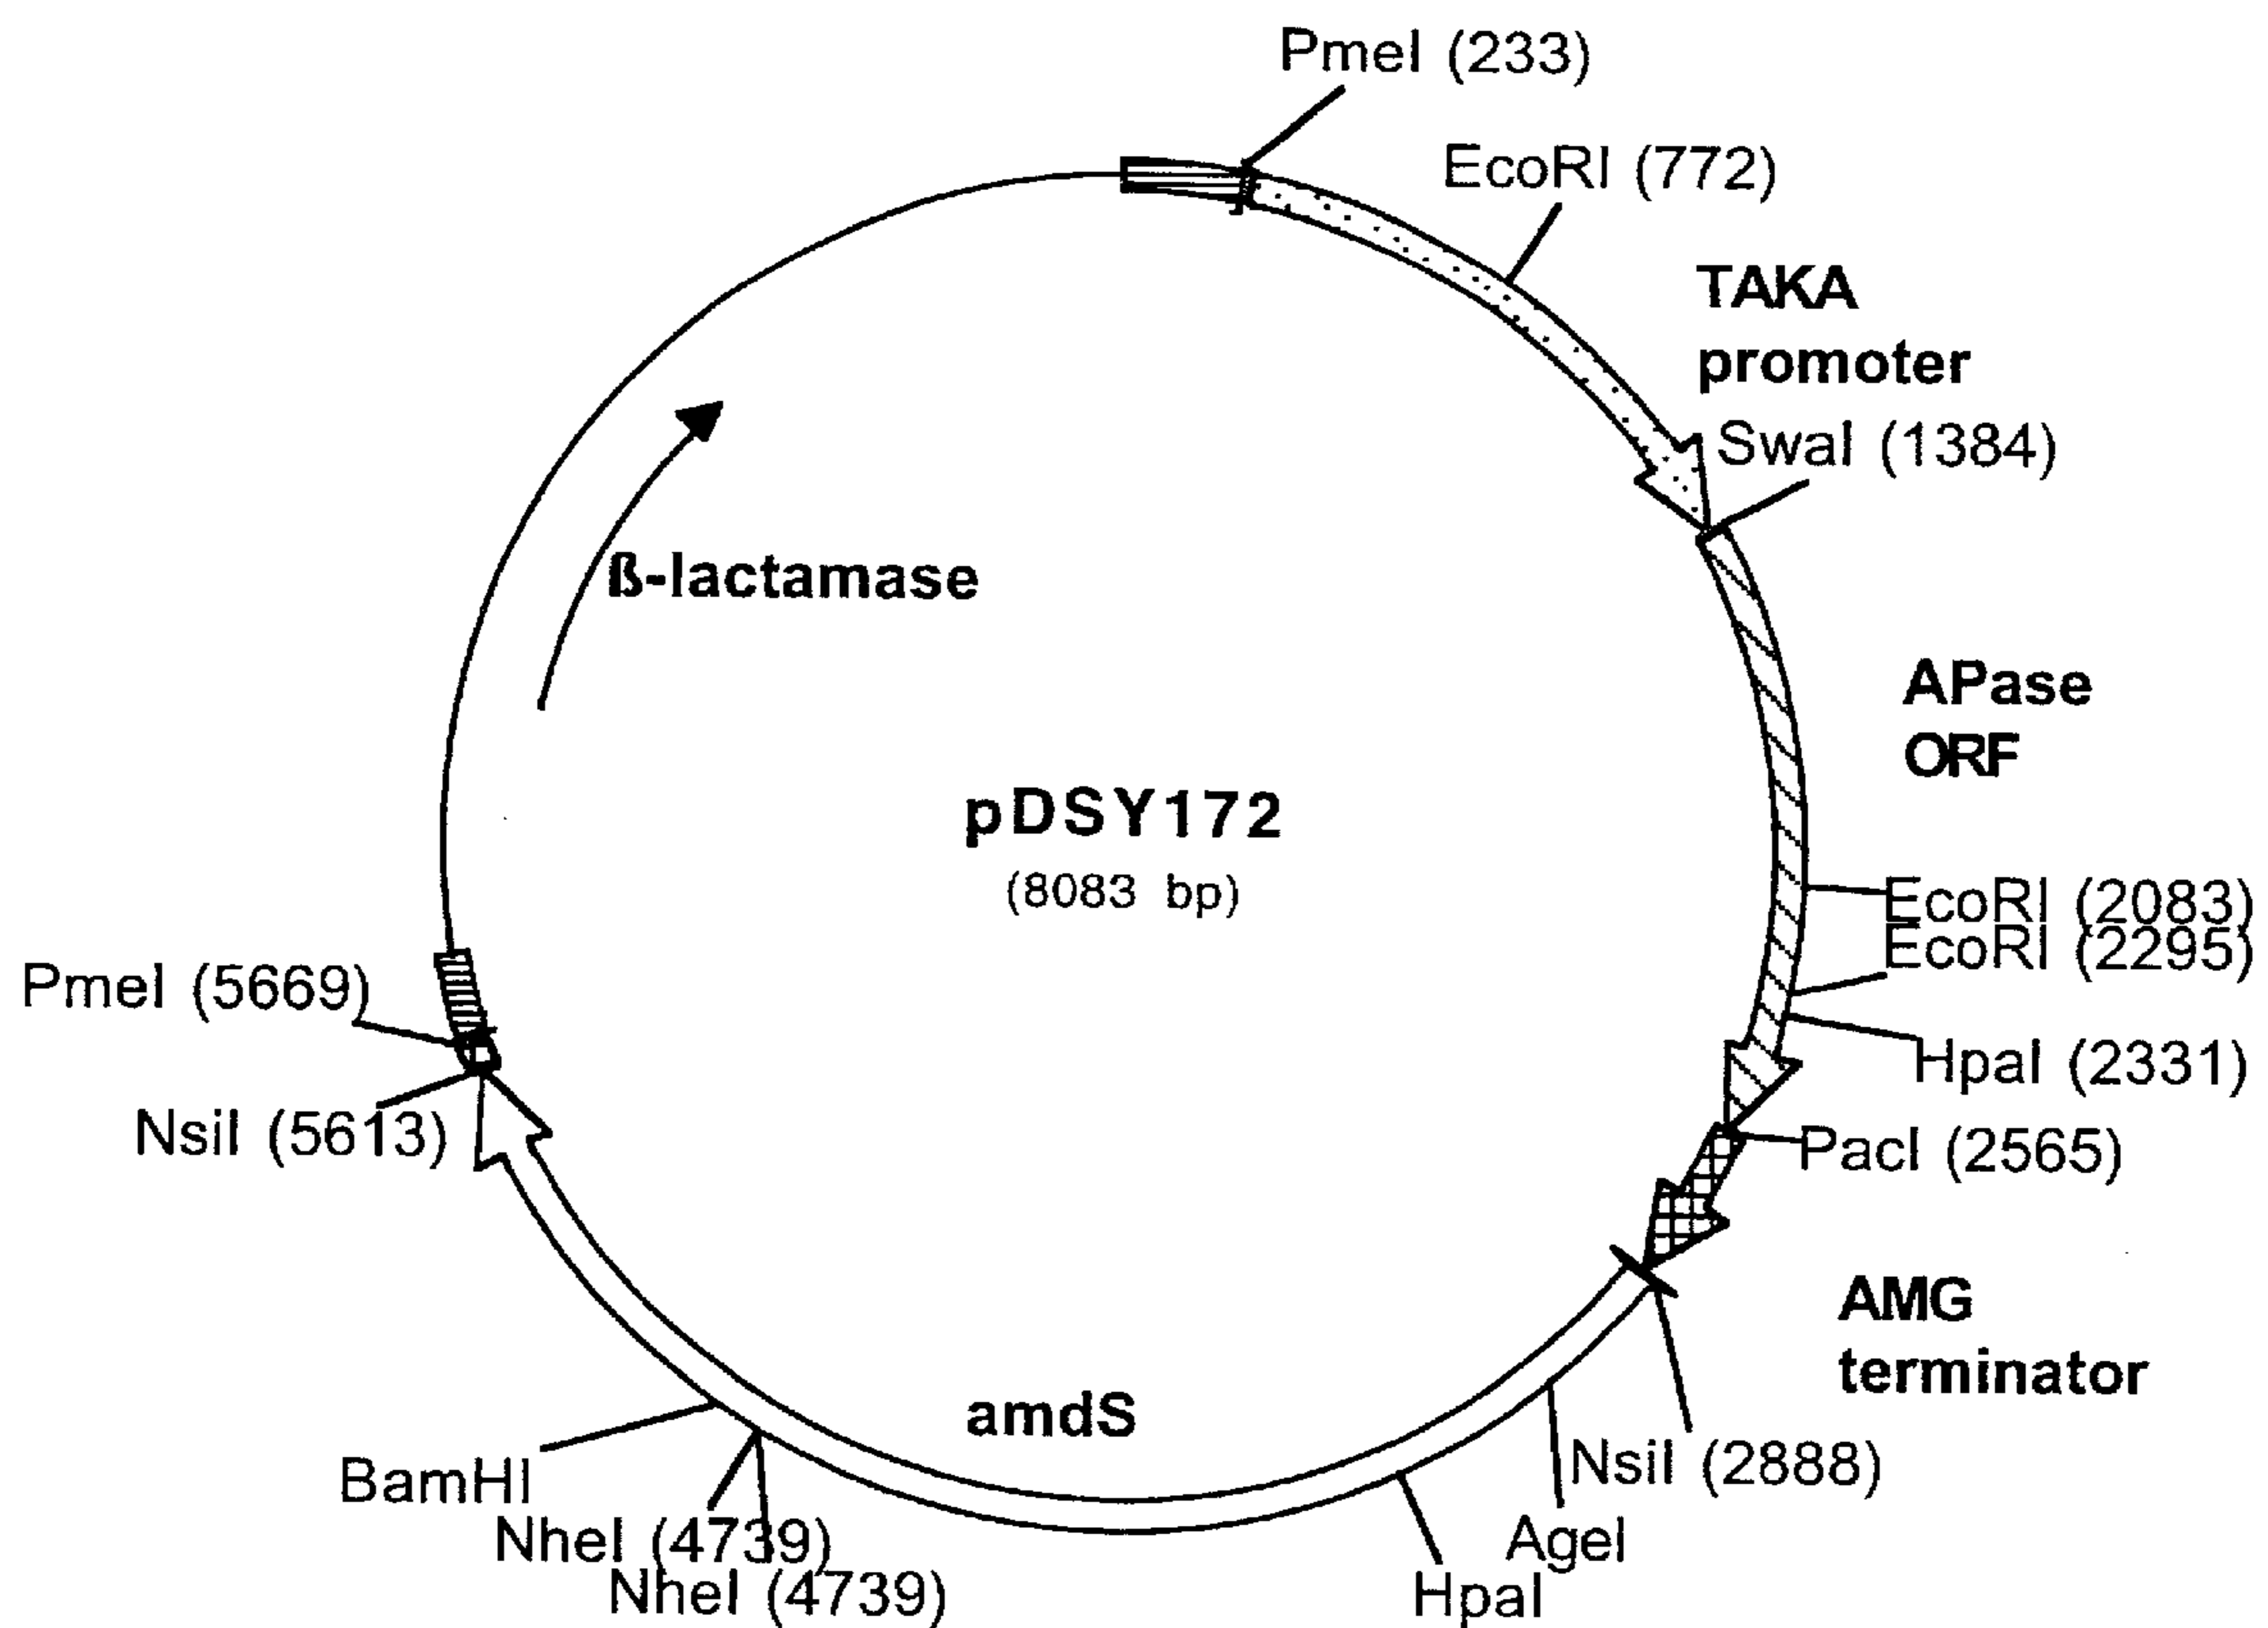 PmeI (233)
EcoRI (772)
TAKA
promoter
SwaI (1384)
ß-lactamase
APase
ORF
pDSY172
(8083 bp)
EcoRI (2083)
EcoRI (2295)
PmeI (5669)
HpaI (2331)
NsiI (5613)
PacI (2565)
AMG
terminator
amdS
NsiI (2888)
BamHI
AgeI
NheI (4739)
NheI (4739)
HpaI